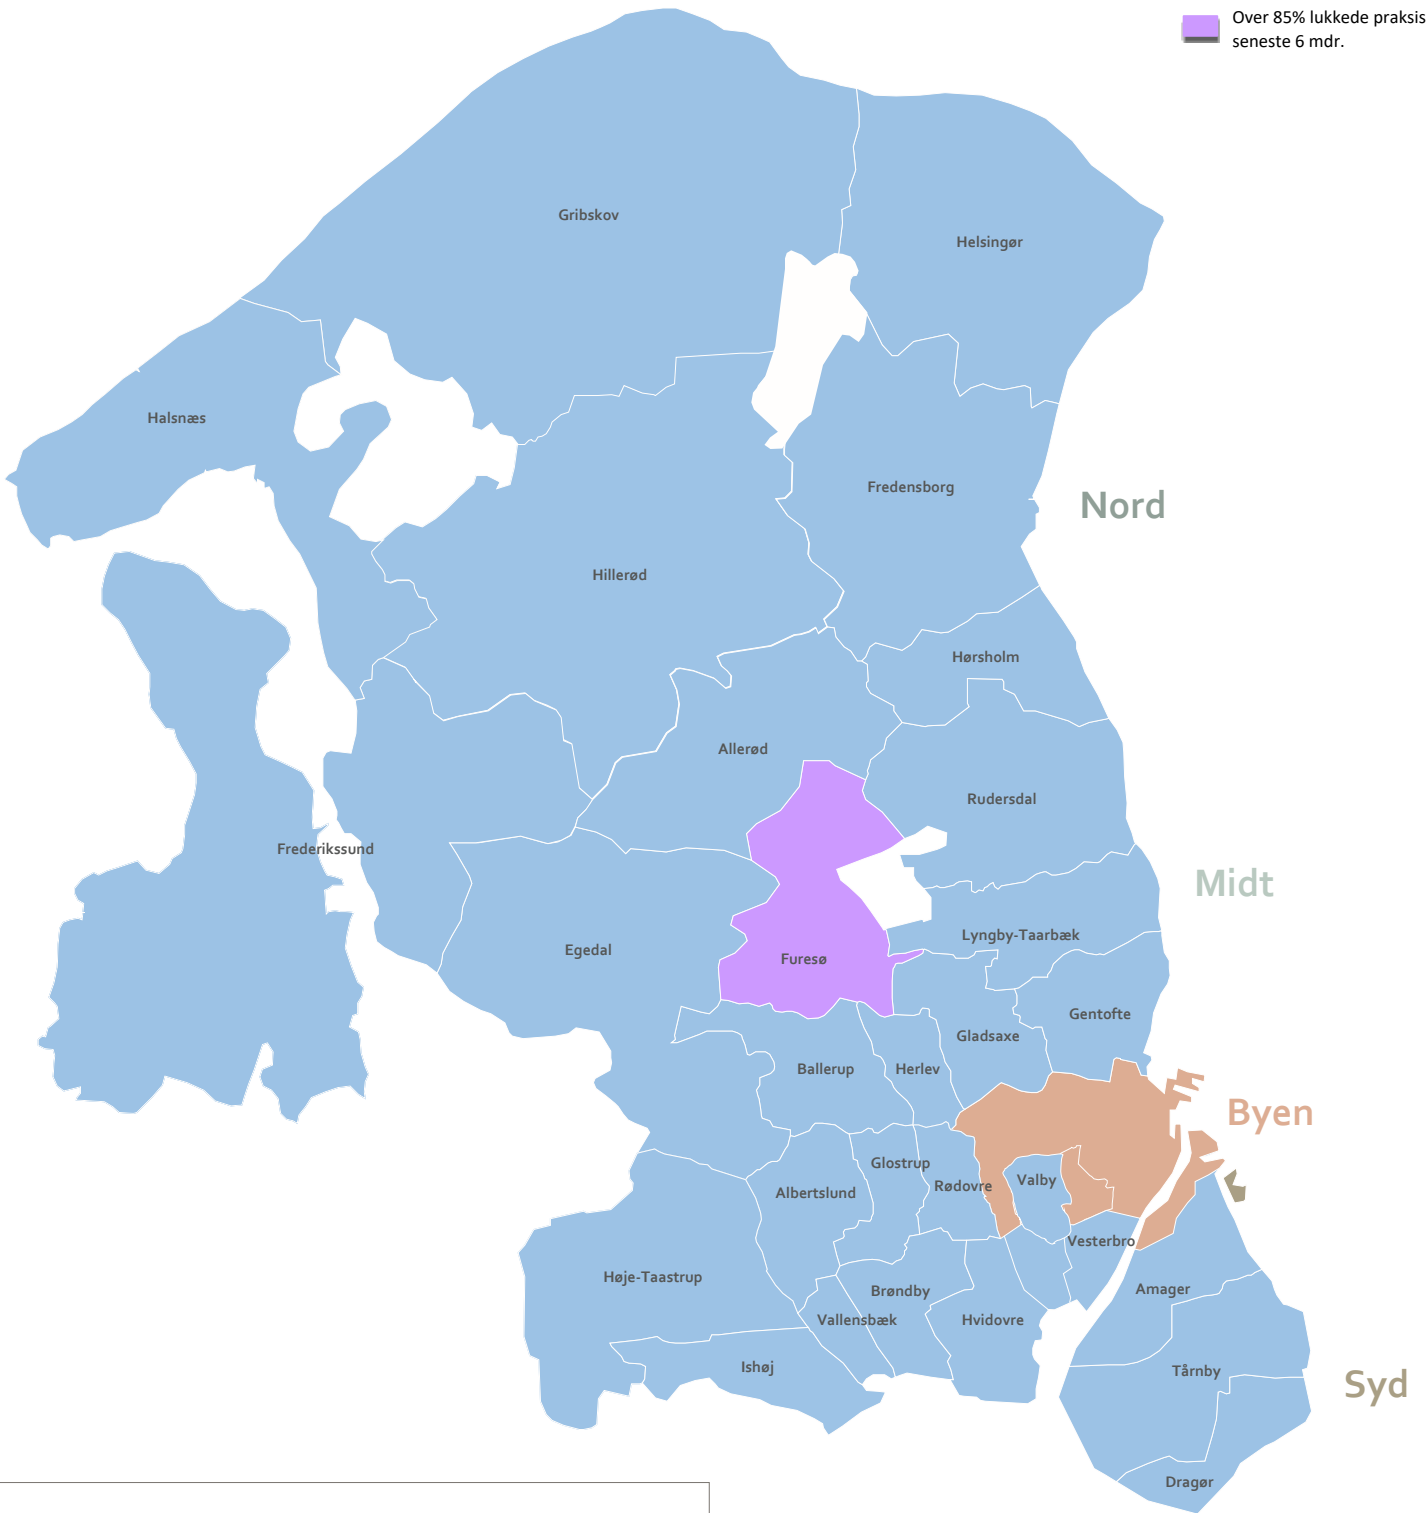 Over 85% lukkede praksis
seneste 6 mdr.
Gribskov
Helsingør
Halsnæs
Fredensborg
Nord
Hillerød
Hørsholm
Allerød
Rudersdal
Frederikssund
Midt
Lyngby-Taarbæk
Egedal
Furesø
Gentofte
Gladsaxe
Ballerup
Herlev
Byen
Glostrup
Valby
Rødovre
Albertslund
Vesterbro
Høje-Taastrup
Brøndby
Amager
Vallensbæk
Hvidovre
Ishøj
Tårnby
Syd
Dragør